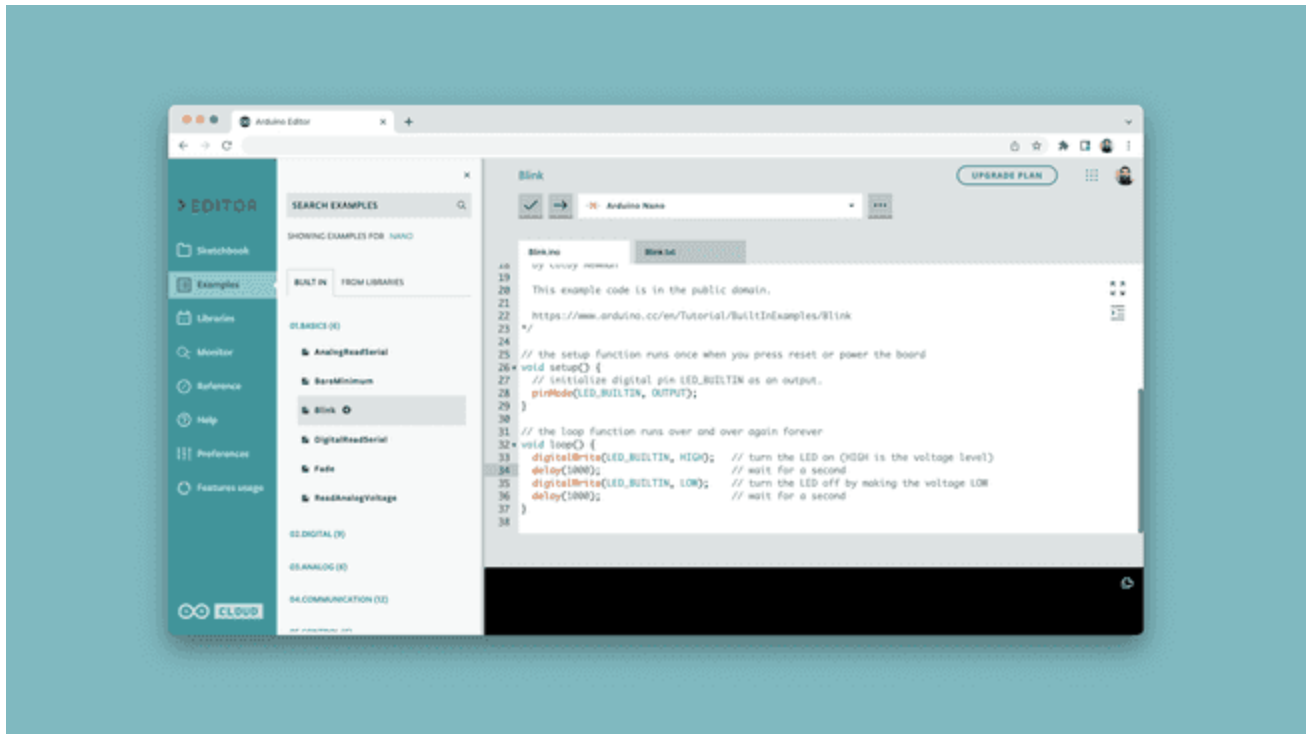 Arduino Editor
EDITOR
Sketchbook
Examples
Libraries
Monitor
Reference
Help
Preferences
Features usage
CLOUD
SEARCH EXAMPLES
SHOWING EXAMPLES FOR NANO
BUILT IN
FROM LIBRARIES
01.BASICS (6)
AnalogReadSerial
BareMinimum
Blink
DigitalReadSerial
Fade
ReadAnalogVoltage
02.DIGITAL (9)
03.ANALOG (6)
04.COMMUNICATION (12)
Blink
UPGRADE PLAN
Arduino Nano
Blink.ino
Blink.txt
18 by Colby Newman
19
20 This example code is in the public domain.
21
22 https://www.arduino.cc/en/Tutorial/BuiltInExamples/Blink
23 */
24
25 // the setup function runs once when you press reset or power the board
26 void setup() {
27 // initialize digital pin LED_BUILTIN as an output.
28 pinMode(LED_BUILTIN, OUTPUT);
29 }
30
31 // the loop function runs over and over again forever
32 void loop() {
33 digitalWrite(LED_BUILTIN, HIGH); // turn the LED on (HIGH is the voltage level)
34 delay(1000); // wait for a second
35 digitalWrite(LED_BUILTIN, LOW); // turn the LED off by making the voltage LOW
36 delay(1000); // wait for a second
37 }
38